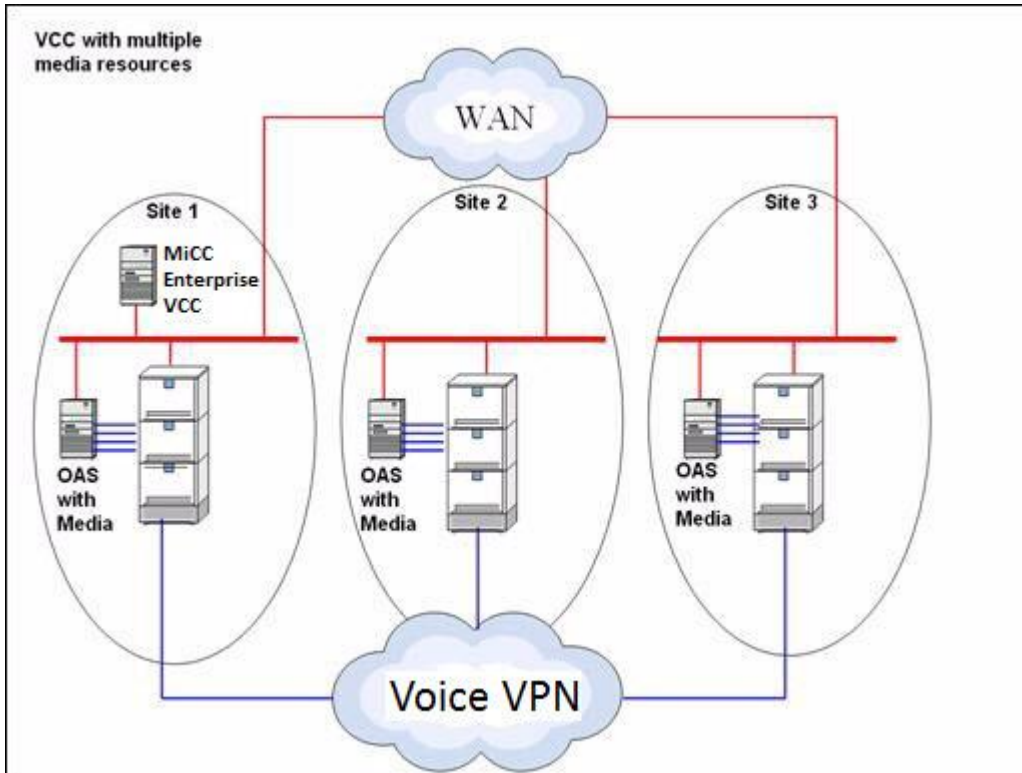 VCC with multiple
media resources
WAN
Site 1
Site 2
Site 3
MiCC
Enterprise
VCC
OAS
with
Media
OAS
with
Media
OAS
with
Media
Voice VPN